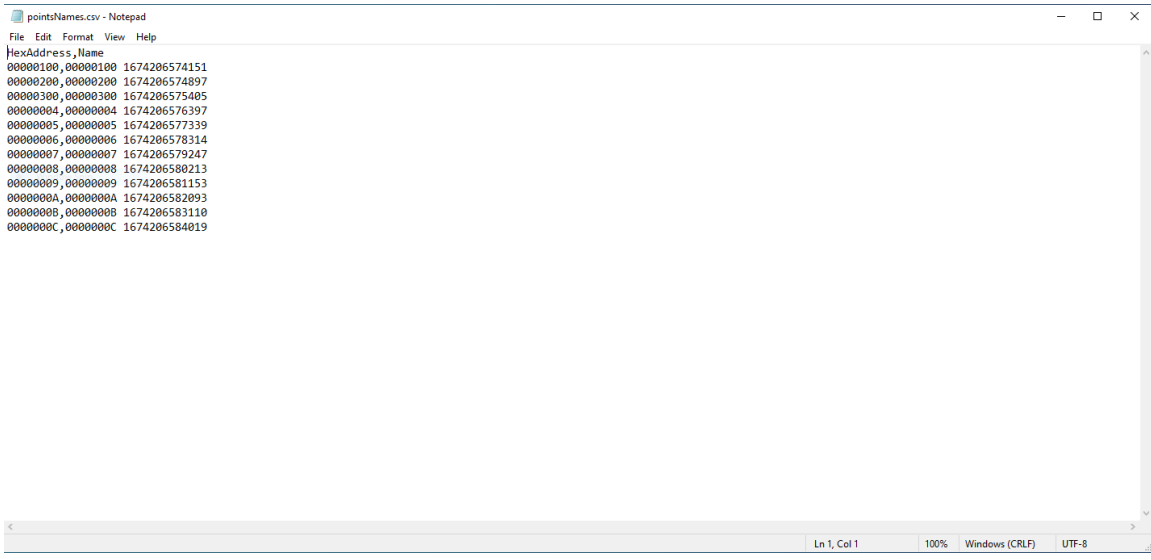 pointsNames.csv - Notepad
File Edit Format View Help
HexAddress,Name
00000100,00000100 1674206574151
00000200,00000200 1674206574897
00000300,00000300 1674206575405
00000004,00000004 1674206576397
00000005,00000005 1674206577339
00000006,00000006 1674206578314
00000007,00000007 1674206579247
00000008,00000008 1674206580213
00000009,00000009 1674206581153
0000000A,0000000A 1674206582093
0000000B,0000000B 1674206583110
0000000C,0000000C 1674206584019
Ln 1, Col 1 100% Windows (CRLF) UTF-8